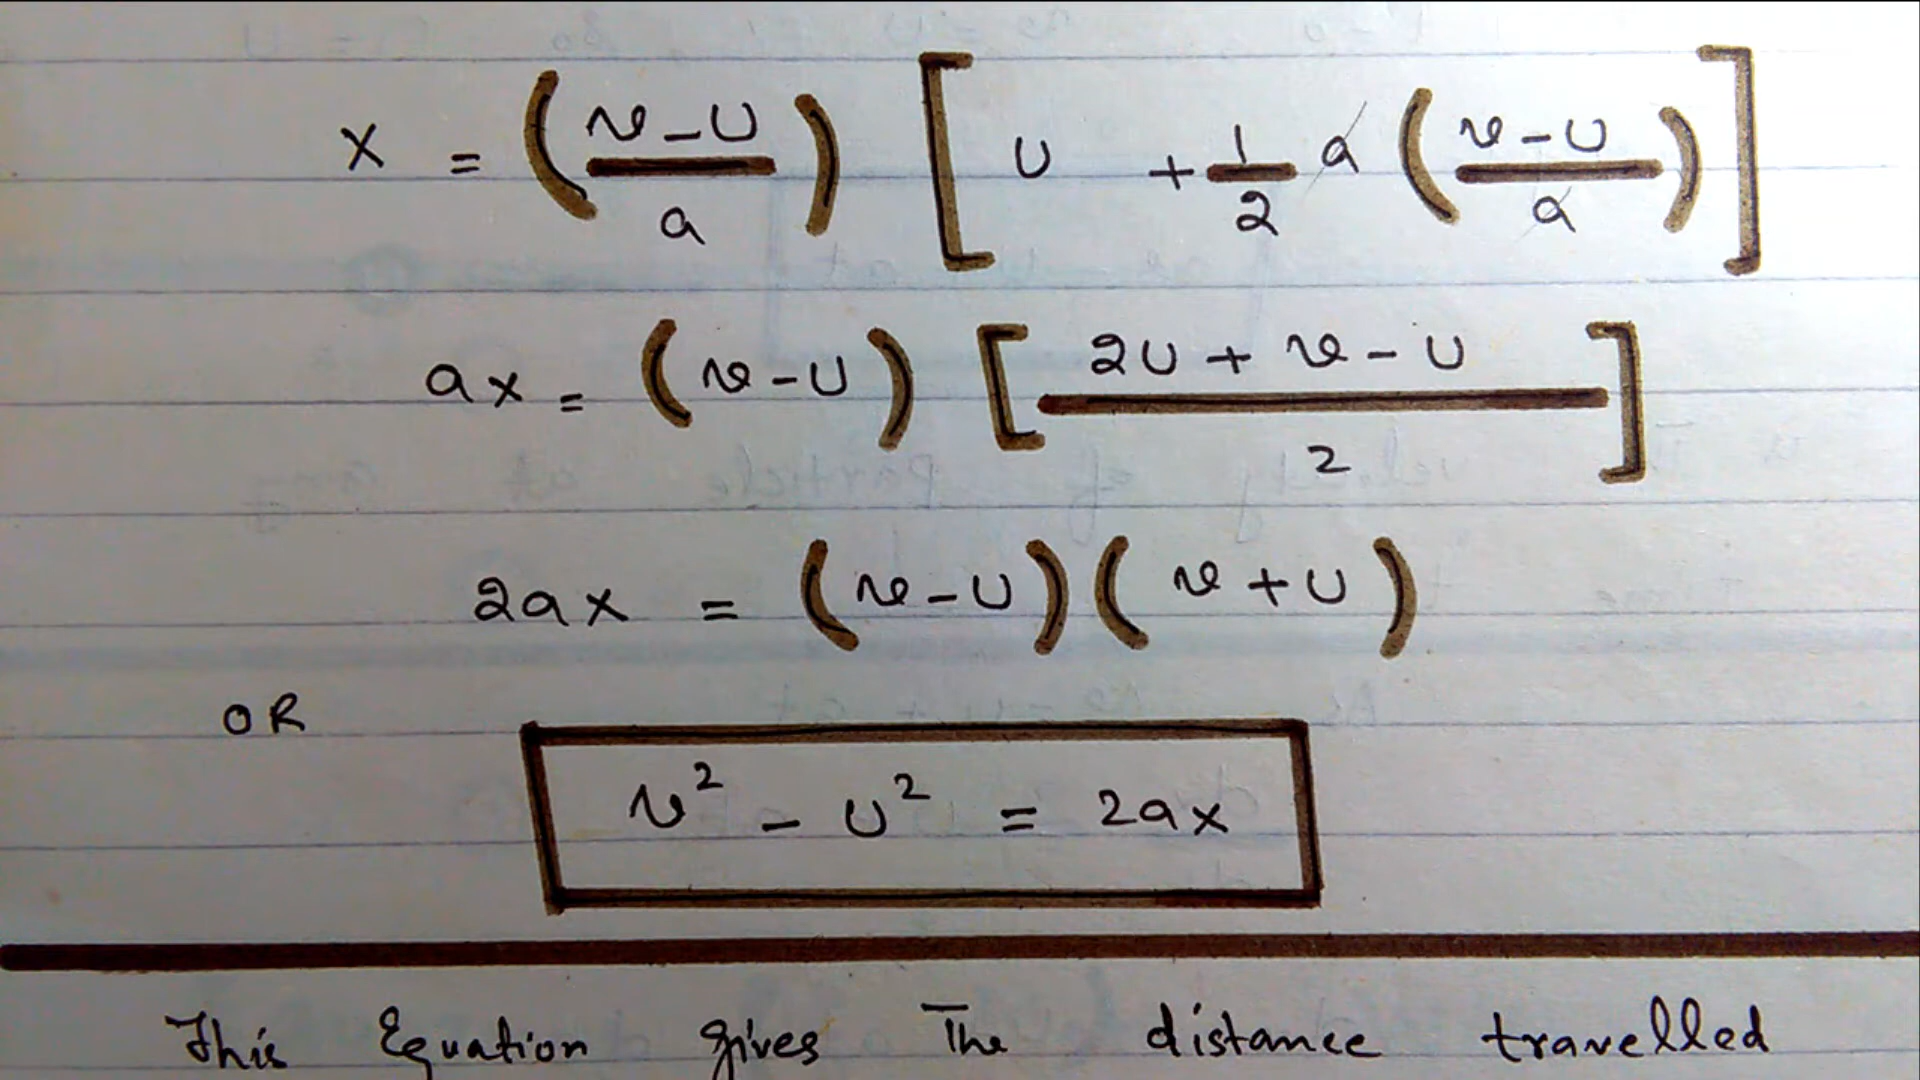 x = ( v - u / a ) [ u + 1/2 a ( v - u / a ) ]
ax = ( v - u ) [ 2u + v - u / 2 ]
2ax = ( v - u ) ( v + u )
OR
v² - u² = 2ax
This Equation gives The distance travelled